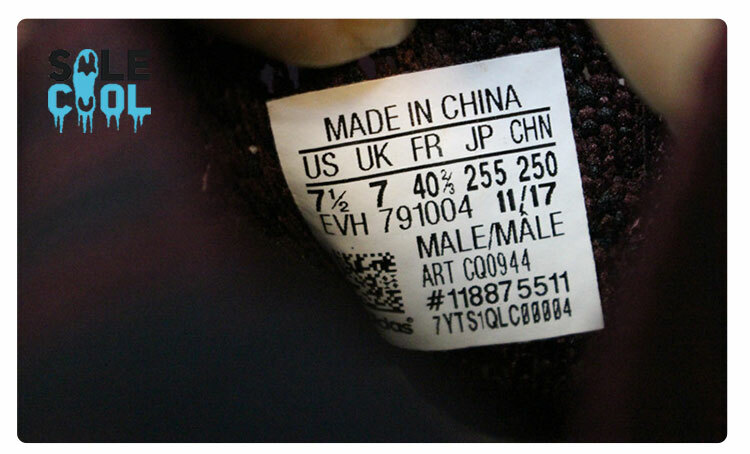 SOLE
COOL
MADE IN CHINA
US UK FR JP CHN
7½ 7 40⅔ 255 250
EVH 791004 11/17
MALE/MÂLE
ART CQ0944
#118875511
7YTS1QLC00004